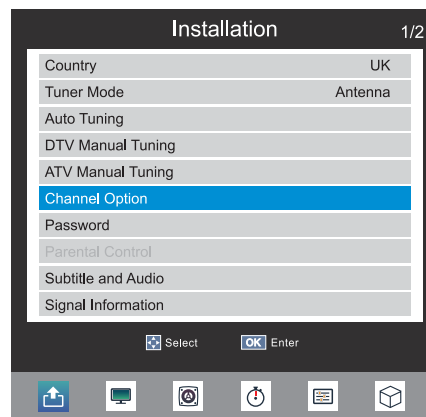 Installation 1/2
Country UK
Tuner Mode Antenna
Auto Tuning
DTV Manual Tuning
ATV Manual Tuning
Channel Option
Password
Parental Control
Subtitle and Audio
Signal Information
Select OK Enter